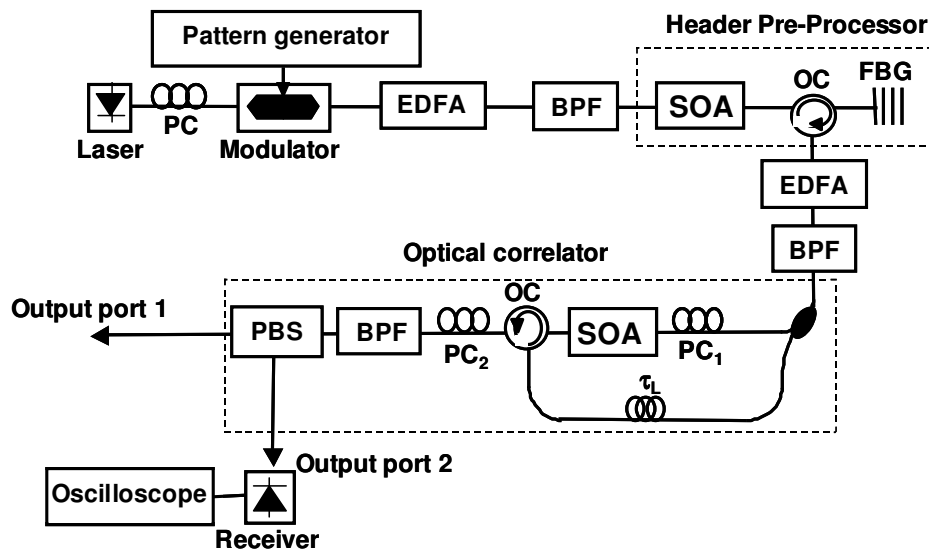 Header Pre-Processor
Pattern generator
OC
FBG
EDFA
BPF
SOA
PC
Laser
Modulator
EDFA
BPF
Optical correlator
Output port 1
OC
PBS
BPF
PC2
SOA
PC1
τL
Output port 2
Oscilloscope
Receiver